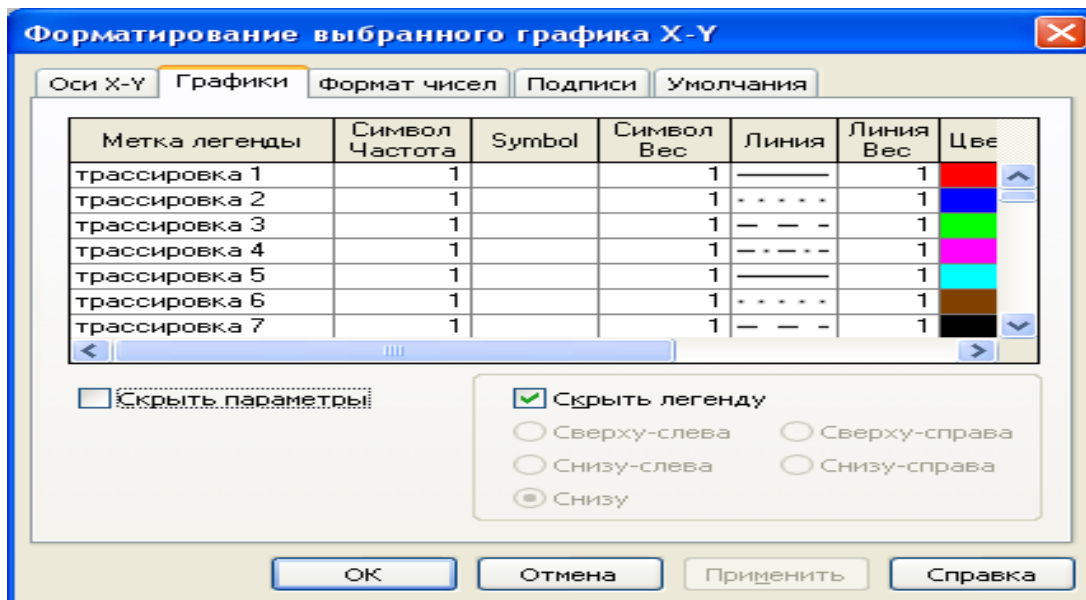 Форматирование выбранного графика X-Y
Оси X-Y Графики Формат чисел Подписи Умолчания
Метка легенды Символ Частота Symbol Символ Вес Линия Линия Вес Цве
трассировка 1 1 1 1
трассировка 2 1 1 1
трассировка 3 1 1 1
трассировка 4 1 1 1
трассировка 5 1 1 1
трассировка 6 1 1 1
трассировка 7 1 1 1
Скрыть параметры Скрыть легенду
Сверху-слева Сверху-справа
Снизу-слева Снизу-справа
Снизу
ОК Отмена Применить Справка